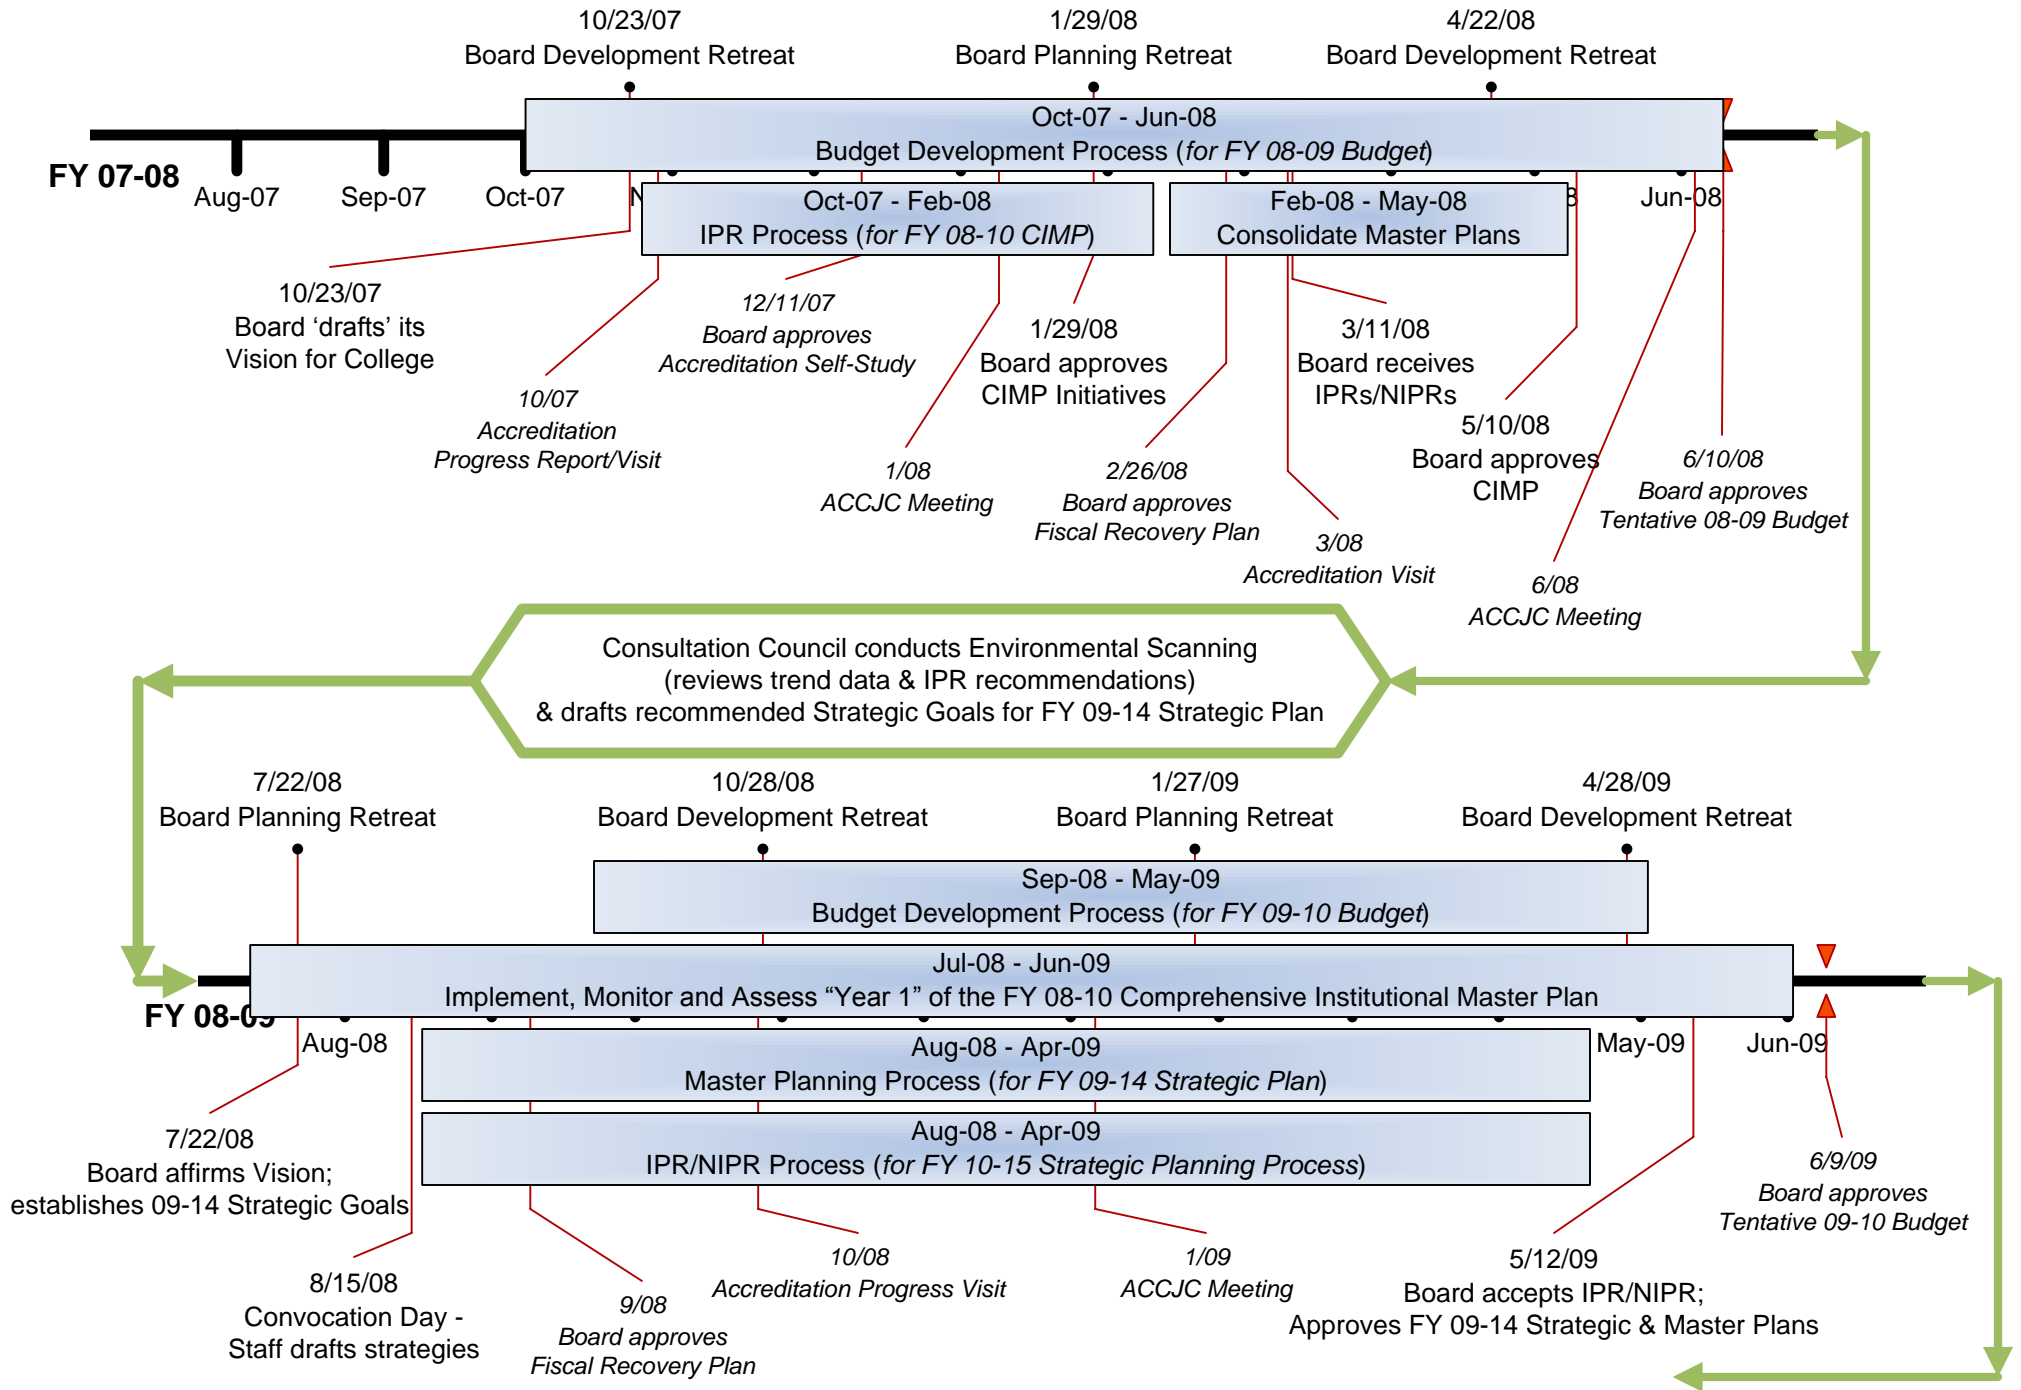 10/23/07
Board Development Retreat
1/29/08
Board Planning Retreat
4/22/08
Board Development Retreat
Oct-07 - Jun-08
Budget Development Process (for FY 08-09 Budget)
FY 07-08
Aug-07
Sep-07
Oct-07
N
8
Jun-08
Oct-07 - Feb-08
IPR Process (for FY 08-10 CIMP)
Feb-08 - May-08
Consolidate Master Plans
10/23/07
Board ‘drafts’ its
Vision for College
10/07
Accreditation
Progress Report/Visit
12/11/07
Board approves
Accreditation Self-Study
1/08
ACCJC Meeting
1/29/08
Board approves
CIMP Initiatives
2/26/08
Board approves
Fiscal Recovery Plan
3/11/08
Board receives
IPRs/NIPRs
3/08
Accreditation Visit
5/10/08
Board approves
CIMP
6/08
ACCJC Meeting
6/10/08
Board approves
Tentative 08-09 Budget
Consultation Council conducts Environmental Scanning
(reviews trend data & IPR recommendations)
& drafts recommended Strategic Goals for FY 09-14 Strategic Plan
7/22/08
Board Planning Retreat
10/28/08
Board Development Retreat
1/27/09
Board Planning Retreat
4/28/09
Board Development Retreat
Sep-08 - May-09
Budget Development Process (for FY 09-10 Budget)
Jul-08 - Jun-09
Implement, Monitor and Assess “Year 1” of the FY 08-10 Comprehensive Institutional Master Plan
FY 08-09
Aug-08
May-09
Jun-09
Aug-08 - Apr-09
Master Planning Process (for FY 09-14 Strategic Plan)
Aug-08 - Apr-09
IPR/NIPR Process (for FY 10-15 Strategic Planning Process)
7/22/08
Board affirms Vision;
establishes 09-14 Strategic Goals
8/15/08
Convocation Day -
Staff drafts strategies
9/08
Board approves
Fiscal Recovery Plan
10/08
Accreditation Progress Visit
1/09
ACCJC Meeting
5/12/09
Board accepts IPR/NIPR;
Approves FY 09-14 Strategic & Master Plans
6/9/09
Board approves
Tentative 09-10 Budget